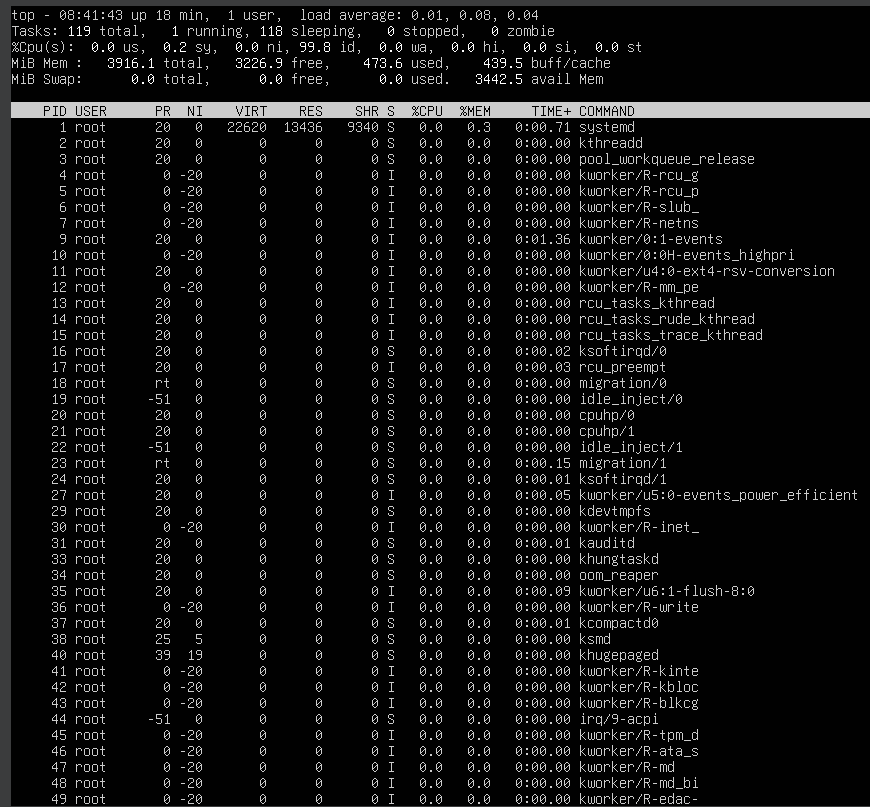 top - 08:41:43 up 18 min,  1 user,  load average: 0.01, 0.08, 0.04
Tasks: 119 total,   1 running, 118 sleeping,   0 stopped,   0 zombie
%Cpu(s):  0.0 us,  0.2 sy,  0.0 ni, 99.8 id,  0.0 wa,  0.0 hi,  0.0 si,  0.0 st
MiB Mem :   3916.1 total,   3226.9 free,    473.6 used,    439.5 buff/cache
MiB Swap:      0.0 total,      0.0 free,      0.0 used.   3442.5 avail Mem
PID USER      PR  NI    VIRT    RES    SHR S  %CPU  %MEM     TIME+ COMMAND
1 root      20   0   22620  13436   9340 S   0.0   0.3   0:00.71 systemd
2 root      20   0       0      0      0 S   0.0   0.0   0:00.00 kthreadd
3 root      20   0       0      0      0 S   0.0   0.0   0:00.00 pool_workqueue_release
4 root       0 -20       0      0      0 I   0.0   0.0   0:00.00 kworker/R-rcu_g
5 root       0 -20       0      0      0 I   0.0   0.0   0:00.00 kworker/R-rcu_p
6 root       0 -20       0      0      0 I   0.0   0.0   0:00.00 kworker/R-slub_
7 root       0 -20       0      0      0 I   0.0   0.0   0:00.00 kworker/R-netns
9 root      20   0       0      0      0 I   0.0   0.0   0:01.36 kworker/0:1-events
10 root       0 -20       0      0      0 I   0.0   0.0   0:00.00 kworker/0:0H-events_highpri
11 root      20   0       0      0      0 I   0.0   0.0   0:00.00 kworker/u4:0-ext4-rsv-conversion
12 root       0 -20       0      0      0 I   0.0   0.0   0:00.00 kworker/R-mm_pe
13 root      20   0       0      0      0 I   0.0   0.0   0:00.00 rcu_tasks_kthread
14 root      20   0       0      0      0 I   0.0   0.0   0:00.00 rcu_tasks_rude_kthread
15 root      20   0       0      0      0 I   0.0   0.0   0:00.00 rcu_tasks_trace_kthread
16 root      20   0       0      0      0 S   0.0   0.0   0:00.02 ksoftirqd/0
17 root      20   0       0      0      0 I   0.0   0.0   0:00.03 rcu_preempt
18 root      rt   0       0      0      0 S   0.0   0.0   0:00.00 migration/0
19 root     -51   0       0      0      0 S   0.0   0.0   0:00.00 idle_inject/0
20 root      20   0       0      0      0 S   0.0   0.0   0:00.00 cpuhp/0
21 root      20   0       0      0      0 S   0.0   0.0   0:00.00 cpuhp/1
22 root     -51   0       0      0      0 S   0.0   0.0   0:00.00 idle_inject/1
23 root      rt   0       0      0      0 S   0.0   0.0   0:00.15 migration/1
24 root      20   0       0      0      0 S   0.0   0.0   0:00.01 ksoftirqd/1
27 root      20   0       0      0      0 I   0.0   0.0   0:00.05 kworker/u5:0-events_power_efficient
29 root      20   0       0      0      0 S   0.0   0.0   0:00.00 kdevtmpfs
30 root       0 -20       0      0      0 I   0.0   0.0   0:00.00 kworker/R-inet_
31 root      20   0       0      0      0 S   0.0   0.0   0:00.01 kauditd
33 root      20   0       0      0      0 S   0.0   0.0   0:00.00 khungtaskd
34 root      20   0       0      0      0 S   0.0   0.0   0:00.00 oom_reaper
35 root      20   0       0      0      0 I   0.0   0.0   0:00.09 kworker/u6:1-flush-8:0
36 root       0 -20       0      0      0 I   0.0   0.0   0:00.00 kworker/R-write
37 root      20   0       0      0      0 S   0.0   0.0   0:00.01 kcompactd0
38 root      25   5       0      0      0 S   0.0   0.0   0:00.00 ksmd
40 root      39  19       0      0      0 S   0.0   0.0   0:00.00 khugepaged
41 root       0 -20       0      0      0 I   0.0   0.0   0:00.00 kworker/R-kinte
42 root       0 -20       0      0      0 I   0.0   0.0   0:00.00 kworker/R-kbloc
43 root       0 -20       0      0      0 I   0.0   0.0   0:00.00 kworker/R-blkcg
44 root     -51   0       0      0      0 S   0.0   0.0   0:00.00 irq/9-acpi
45 root       0 -20       0      0      0 I   0.0   0.0   0:00.00 kworker/R-tpm_d
46 root       0 -20       0      0      0 I   0.0   0.0   0:00.00 kworker/R-ata_s
47 root       0 -20       0      0      0 I   0.0   0.0   0:00.00 kworker/R-md
48 root       0 -20       0      0      0 I   0.0   0.0   0:00.00 kworker/R-md_bi
49 root       0 -20       0      0      0 I   0.0   0.0   0:00.00 kworker/R-edac-